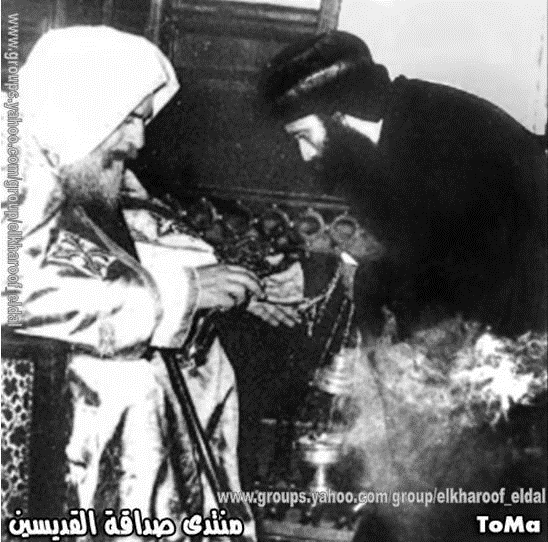 www.groups.yahoo.com/group/elkharoof_eldal
www.groups.yahoo.com/group/elkharoof_eldal
منتدى صداقة القديسين
ToMa